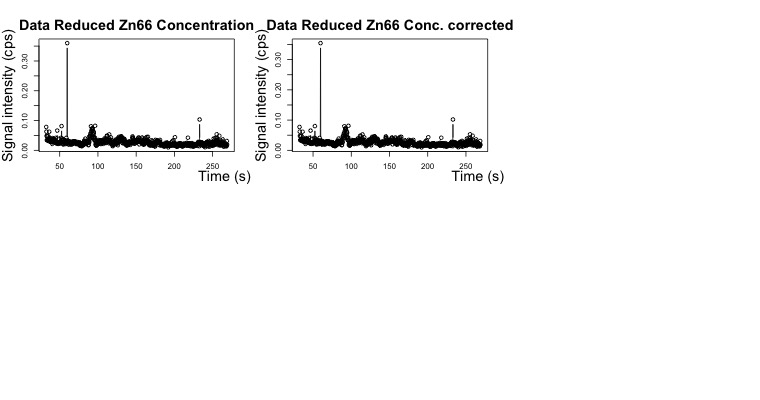 Data Reduced Zn66 Concentration
Signal intensity (cps)
0.00 0.10 0.20 0.30
50 100 150 200 250
Time (s)
Data Reduced Zn66 Conc. corrected
Signal intensity (cps)
0.00 0.10 0.20 0.30
50 100 150 200 250
Time (s)